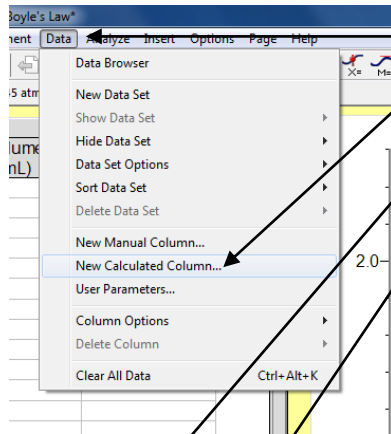 Boyle's Law*
ment Data Analyze Insert Options Page Help
X= M=
5 atm
Data Browser
New Data Set
Show Data Set
Hide Data Set
Data Set Options
Sort Data Set
Delete Data Set
New Manual Column...
New Calculated Column...
User Parameters...
Column Options
Delete Column
Clear All Data Ctrl+Alt+K
lume
mL)
2.0